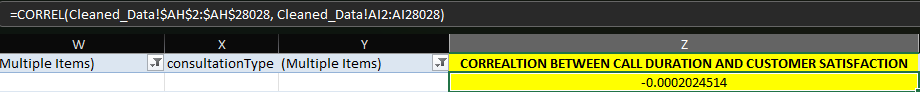 =CORREL(Cleaned_Data!$AH$2:$AH$28028, Cleaned_Data!AI2:AI28028)
W X Y Z
Multiple Items) consultationType (Multiple Items) CORREALTION BETWEEN CALL DURATION AND CUSTOMER SATISFACTION
-0.0002024514